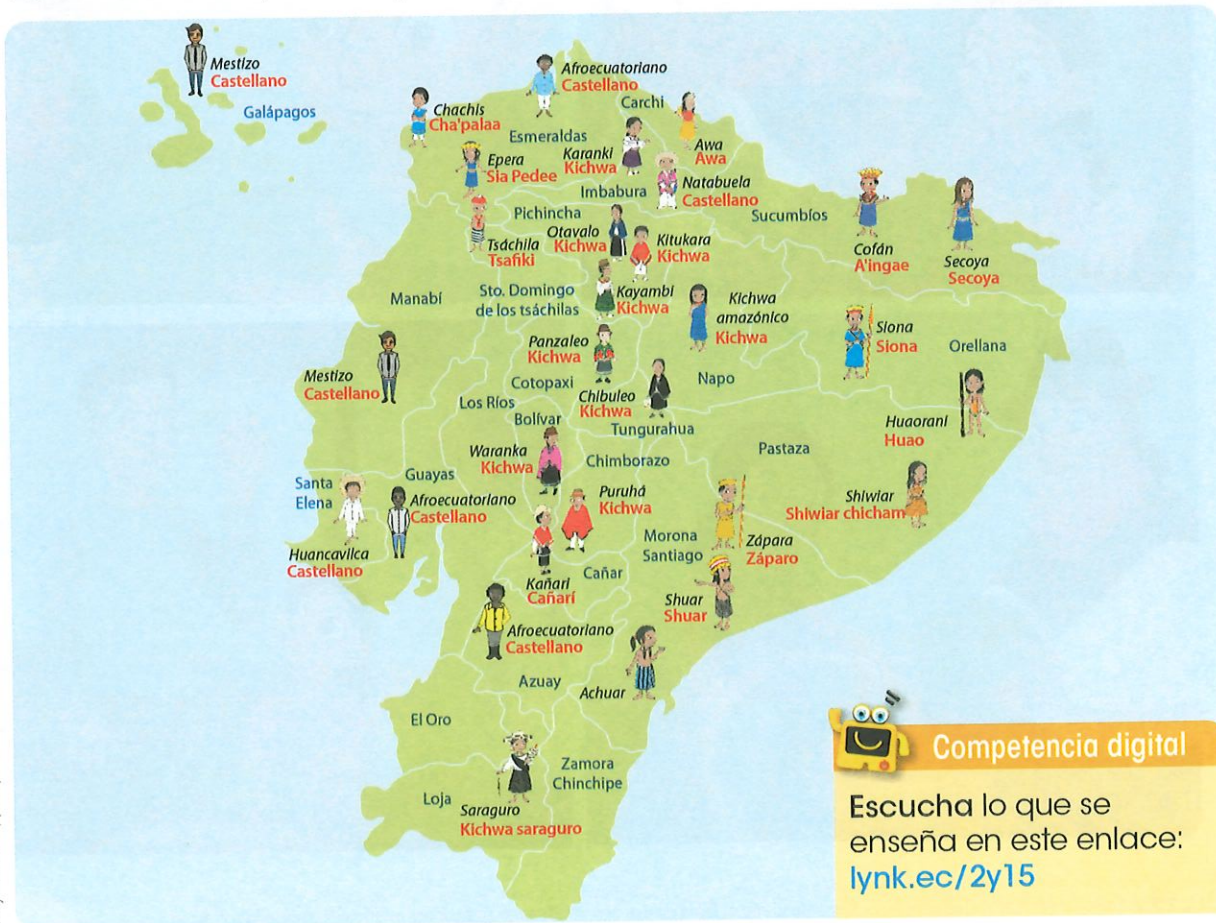 Mestizo
Castellano
Galápagos
Afroecuatoriano
Castellano
Carchi
Chachis
Cha'palaa
Esmeraldas
Awa
Awa
Epera
Sia Pedee
Karanki
Kichwa
Imbabura
Natabuela
Castellano
Sucumbíos
Pichincha
Tsáchila
Tsafiki
Otavalo
Kichwa
Kitukara
Kichwa
Cofán
A'ingae
Secoya
Secoya
Manabí
Sto. Domingo
de los tsáchilas
Kayambi
Kichwa
Kichwa
amazónico
Kichwa
Siona
Siona
Orellana
Panzaleo
Kichwa
Mestizo
Castellano
Cotopaxi
Napo
Los Ríos
Chibuleo
Kichwa
Bolívar
Tungurahua
Huaorani
Huao
Waranka
Kichwa
Chimborazo
Pastaza
Santa
Elena
Guayas
Afroecuatoriano
Castellano
Puruhá
Kichwa
Shiwiar
Shiwiar chicham
Huancavilca
Castellano
Morona
Santiago
Zápara
Záparo
Kañari
Cañarí
Cañar
Shuar
Shuar
Afroecuatoriano
Castellano
Azuay
Achuar
El Oro
Zamora
Chinchipe
Loja
Saraguro
Kichwa saraguro
Competencia digital
Escucha lo que se
enseña en este enlace:
lynk.ec/2y15